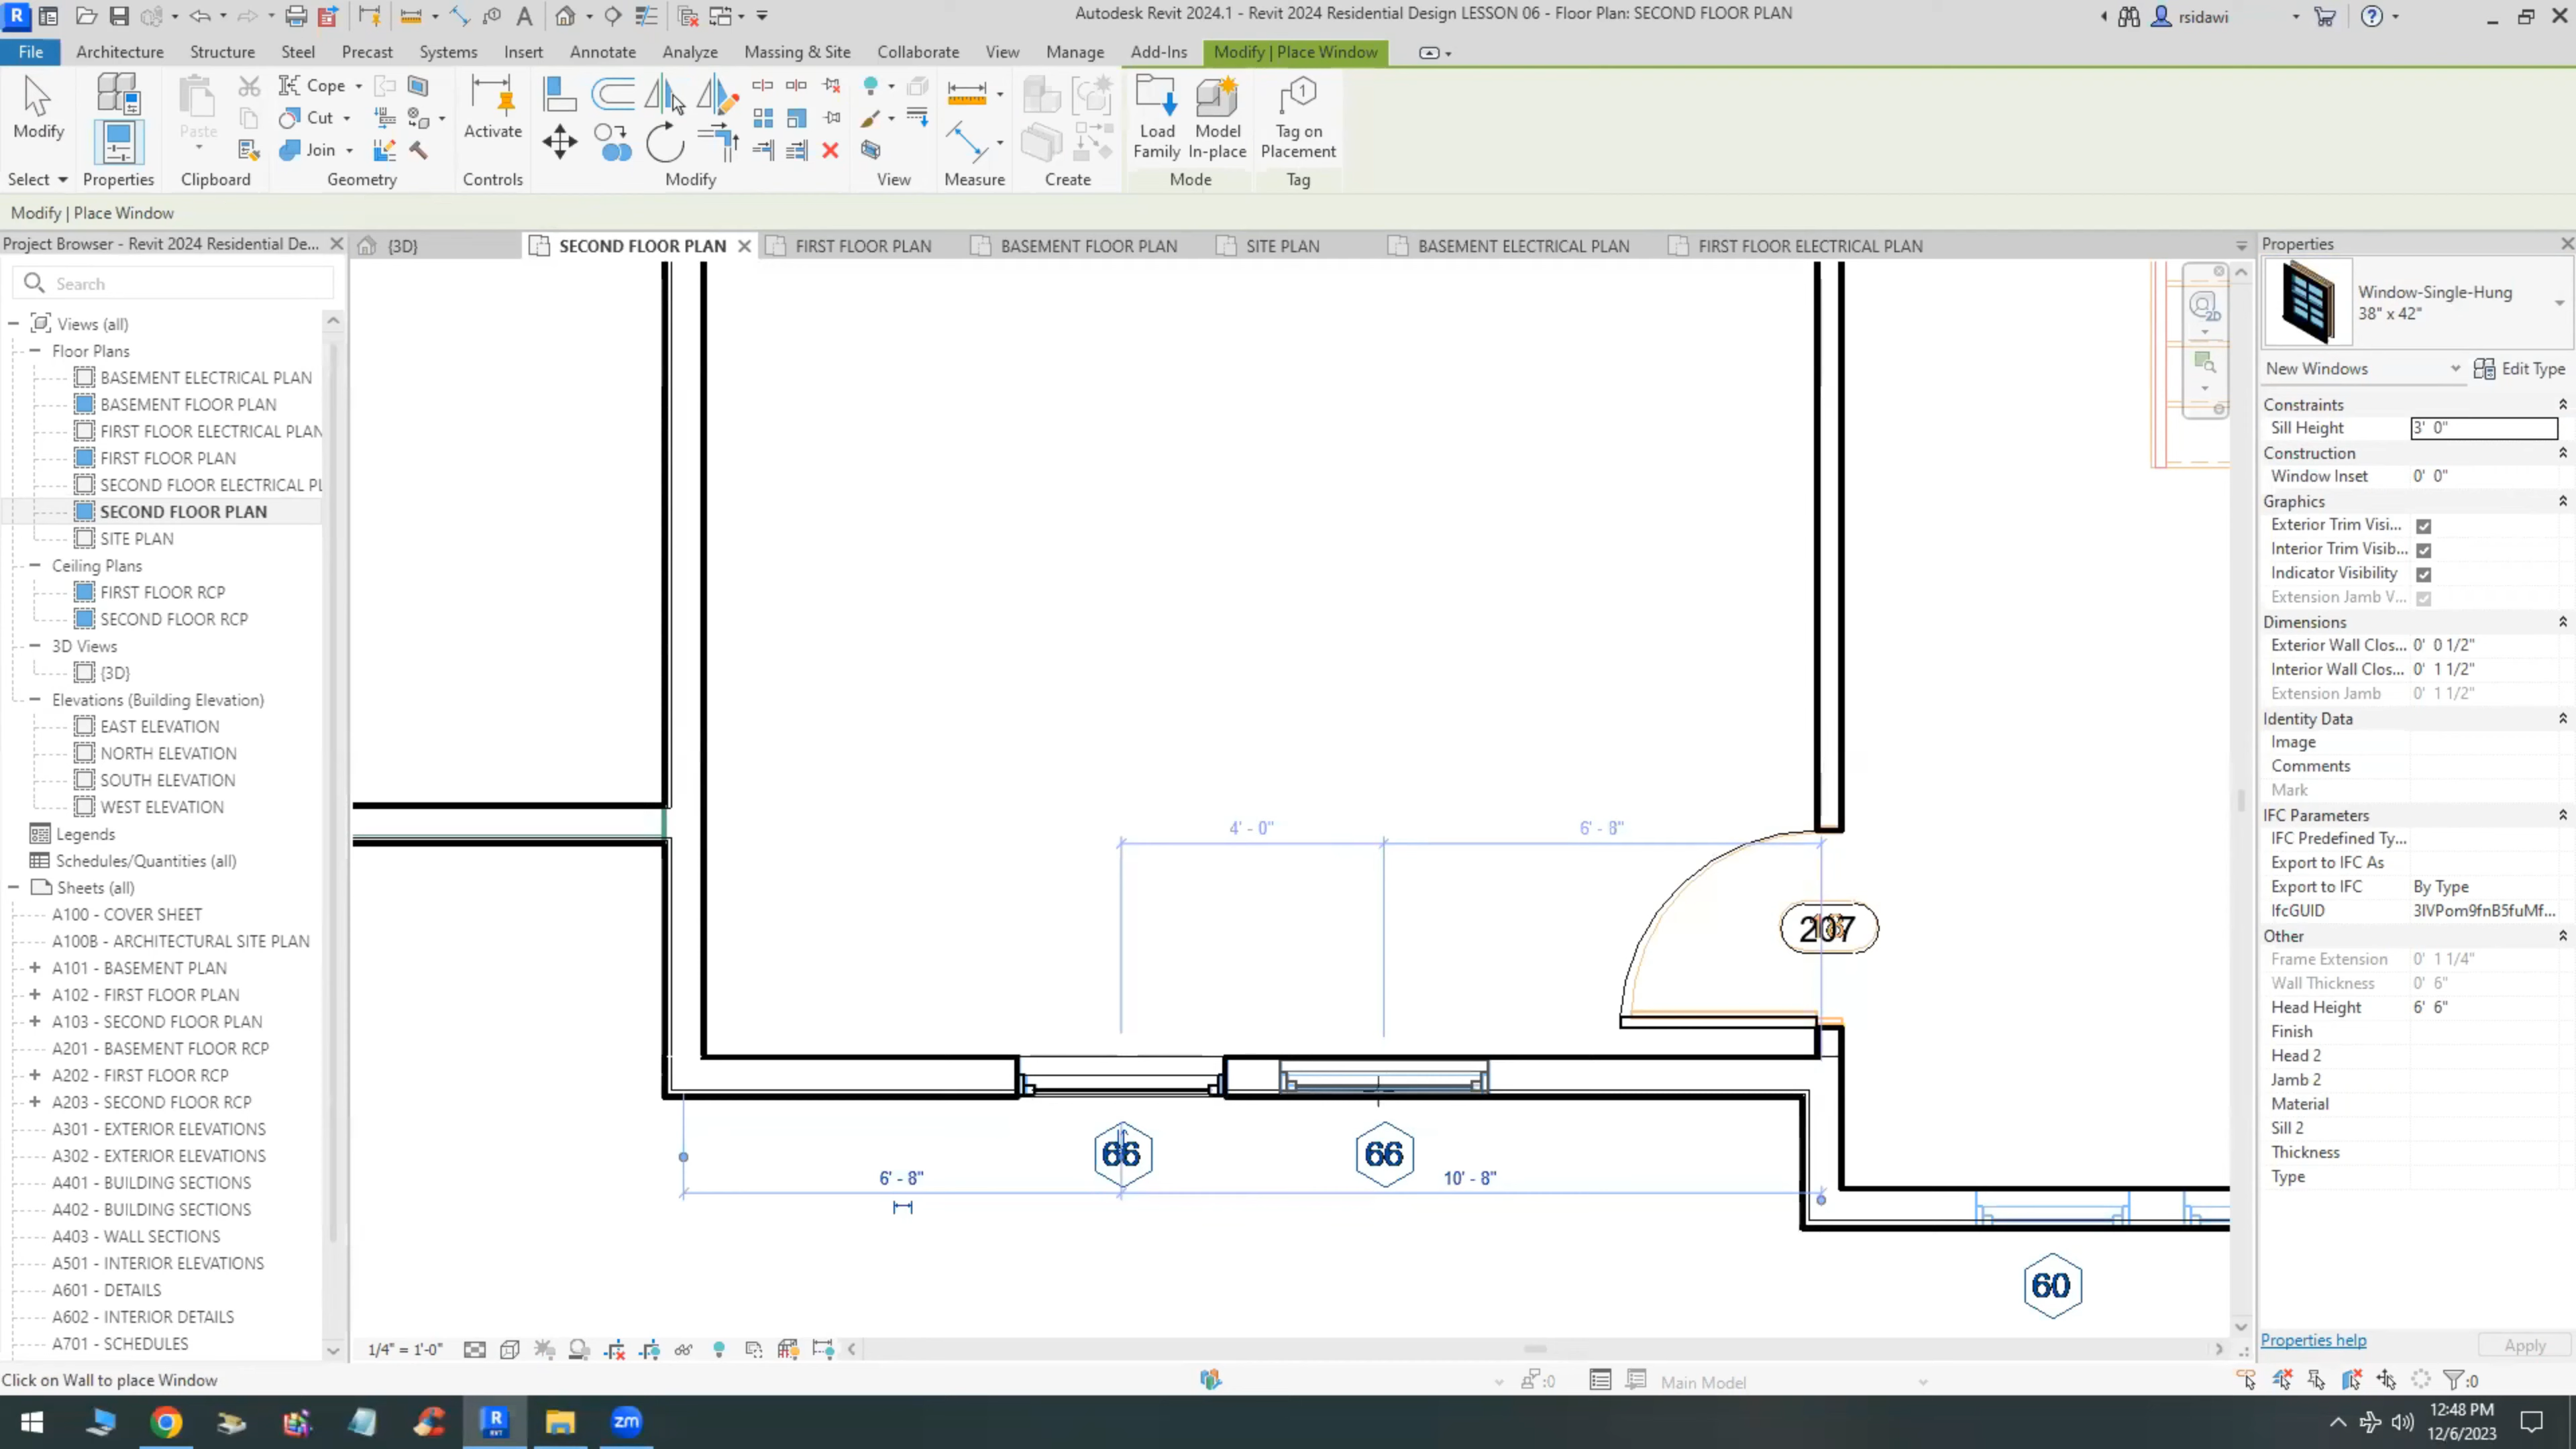 Autodesk Revit 2024.1 - Revit 2024 Residential Design LESSON 06 - Floor Plan: SECOND FLOOR PLAN
rsidawi
File Architecture Structure Steel Precast Systems Insert Annotate Analyze Massing & Site Collaborate View Manage Add-Ins Modify | Place Window
Modify
Paste
Cope
Cut
Join
Activate
Load Family
Model In-place
Tag on Placement
Select Properties Clipboard Geometry Controls Modify View Measure Create Mode Tag
Modify | Place Window
Project Browser - Revit 2024 Residential De...
Search
Views (all)
Floor Plans
BASEMENT ELECTRICAL PLAN
BASEMENT FLOOR PLAN
FIRST FLOOR ELECTRICAL PLAN
FIRST FLOOR PLAN
SECOND FLOOR ELECTRICAL PL
SECOND FLOOR PLAN
SITE PLAN
Ceiling Plans
FIRST FLOOR RCP
SECOND FLOOR RCP
3D Views
{3D}
Elevations (Building Elevation)
EAST ELEVATION
NORTH ELEVATION
SOUTH ELEVATION
WEST ELEVATION
Legends
Schedules/Quantities (all)
Sheets (all)
A100 - COVER SHEET
A100B - ARCHITECTURAL SITE PLAN
A101 - BASEMENT PLAN
A102 - FIRST FLOOR PLAN
A103 - SECOND FLOOR PLAN
A201 - BASEMENT FLOOR RCP
A202 - FIRST FLOOR RCP
A203 - SECOND FLOOR RCP
A301 - EXTERIOR ELEVATIONS
A302 - EXTERIOR ELEVATIONS
A401 - BUILDING SECTIONS
A402 - BUILDING SECTIONS
A403 - WALL SECTIONS
A501 - INTERIOR ELEVATIONS
A601 - DETAILS
A602 - INTERIOR DETAILS
A701 - SCHEDULES
{3D} SECOND FLOOR PLAN FIRST FLOOR PLAN BASEMENT FLOOR PLAN SITE PLAN BASEMENT ELECTRICAL PLAN FIRST FLOOR ELECTRICAL PLAN
2D
4' - 0" 6' - 8"
207
66 66
6' - 8" 10' - 8"
60
1/4" = 1'-0"
Properties
Window-Single-Hung
38" x 42"
New Windows Edit Type
Constraints
Sill Height 3' 0"
Construction
Window Inset 0' 0"
Graphics
Exterior Trim Visi...
Interior Trim Visib...
Indicator Visibility
Extension Jamb V...
Dimensions
Exterior Wall Clos... 0' 0 1/2"
Interior Wall Clos... 0' 1 1/2"
Extension Jamb 0' 1 1/2"
Identity Data
Image
Comments
Mark
IFC Parameters
IFC Predefined Ty...
Export to IFC As
Export to IFC By Type
IfcGUID 3IVPom9fnB5fuMf...
Other
Frame Extension 0' 1 1/4"
Wall Thickness 0' 6"
Head Height 6' 6"
Finish
Head 2
Jamb 2
Material
Sill 2
Thickness
Type
Properties help Apply
Click on Wall to place Window
:0
Main Model
:0
zm
12:48 PM
12/6/2023